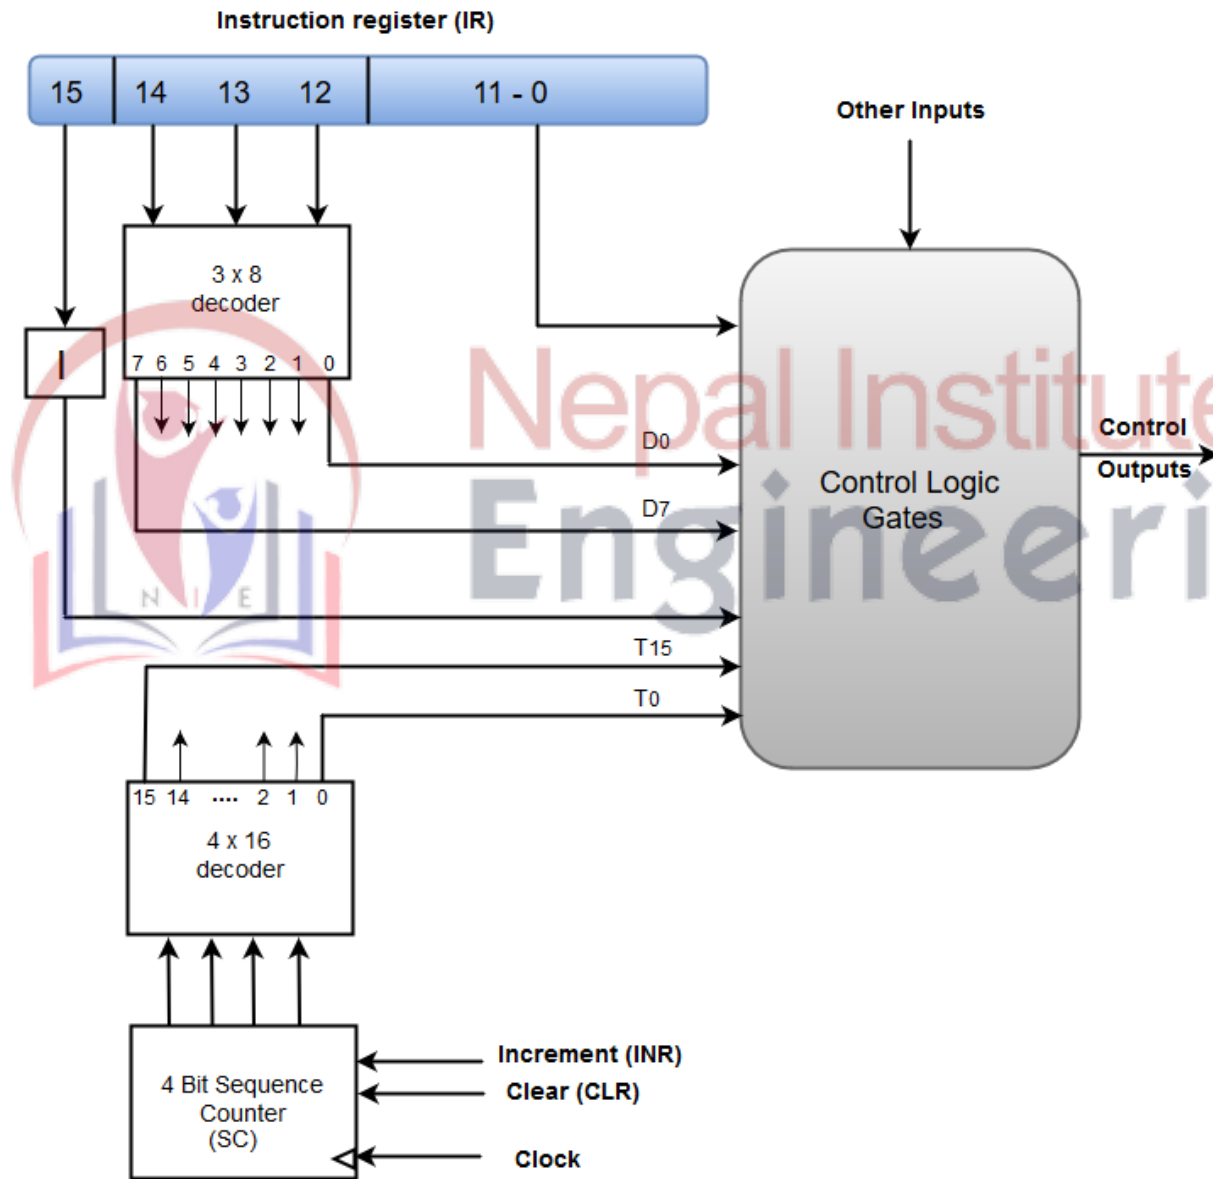 Instruction register (IR)
15 14 13 12 11 - 0
Other Inputs
3 x 8
decoder
7 6 5 4 3 2 1 0
I
Nepal Institute
Engineeri
D0
D7
Control
Outputs
Control Logic
Gates
N I E
T15
T0
15 14 .... 2 1 0
4 x 16
decoder
4 Bit Sequence
Counter
(SC)
Increment (INR)
Clear (CLR)
Clock